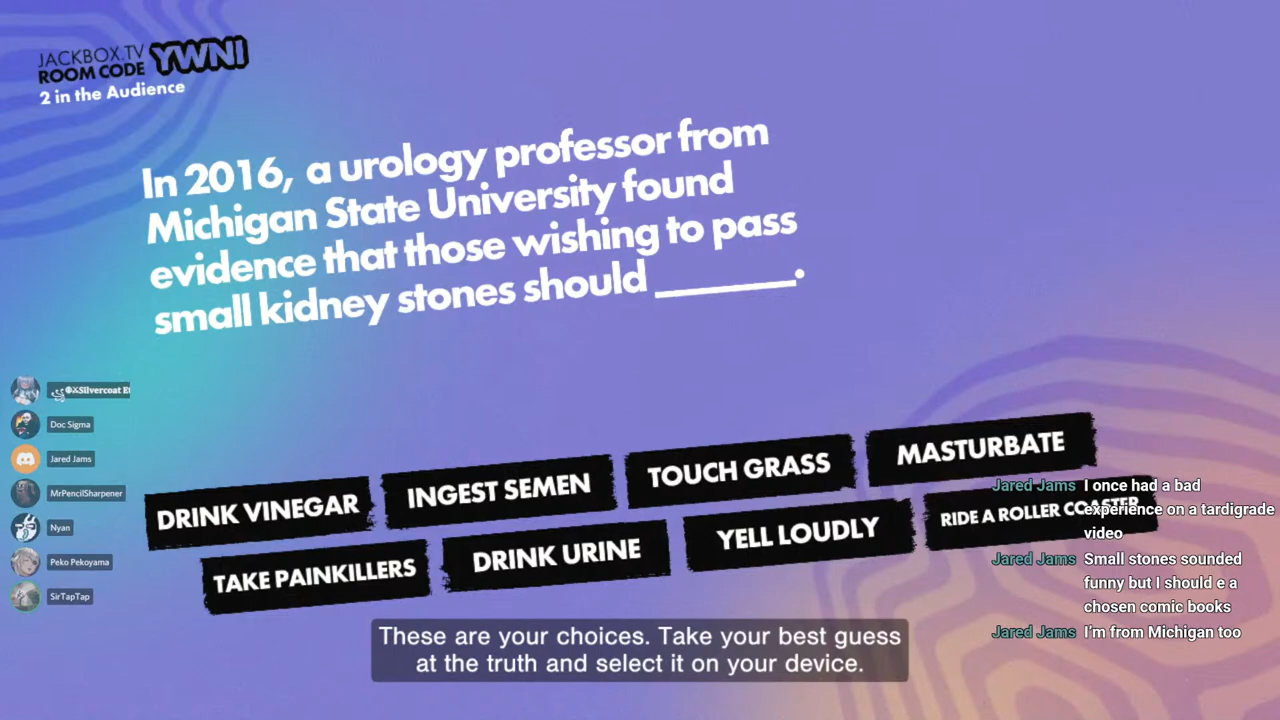 JACKBOX.TV
ROOM CODE YWNI
2 in the Audience
In 2016, a urology professor from
Michigan State University found
evidence that those wishing to pass
small kidney stones should ______.
Doc Sigma
Jared Jams
MrPencilSharpener
Nyan
Peko Pekoyama
SirTapTap
DRINK VINEGAR
INGEST SEMEN
TOUCH GRASS
MASTURBATE
TAKE PAINKILLERS
DRINK URINE
YELL LOUDLY
RIDE A ROLLER COASTER
Jared Jams I once had a bad
experience on a tardigrade
video
Jared Jams Small stones sounded
funny but I should e a
chosen comic books
Jared Jams I'm from Michigan too
These are your choices. Take your best guess
at the truth and select it on your device.